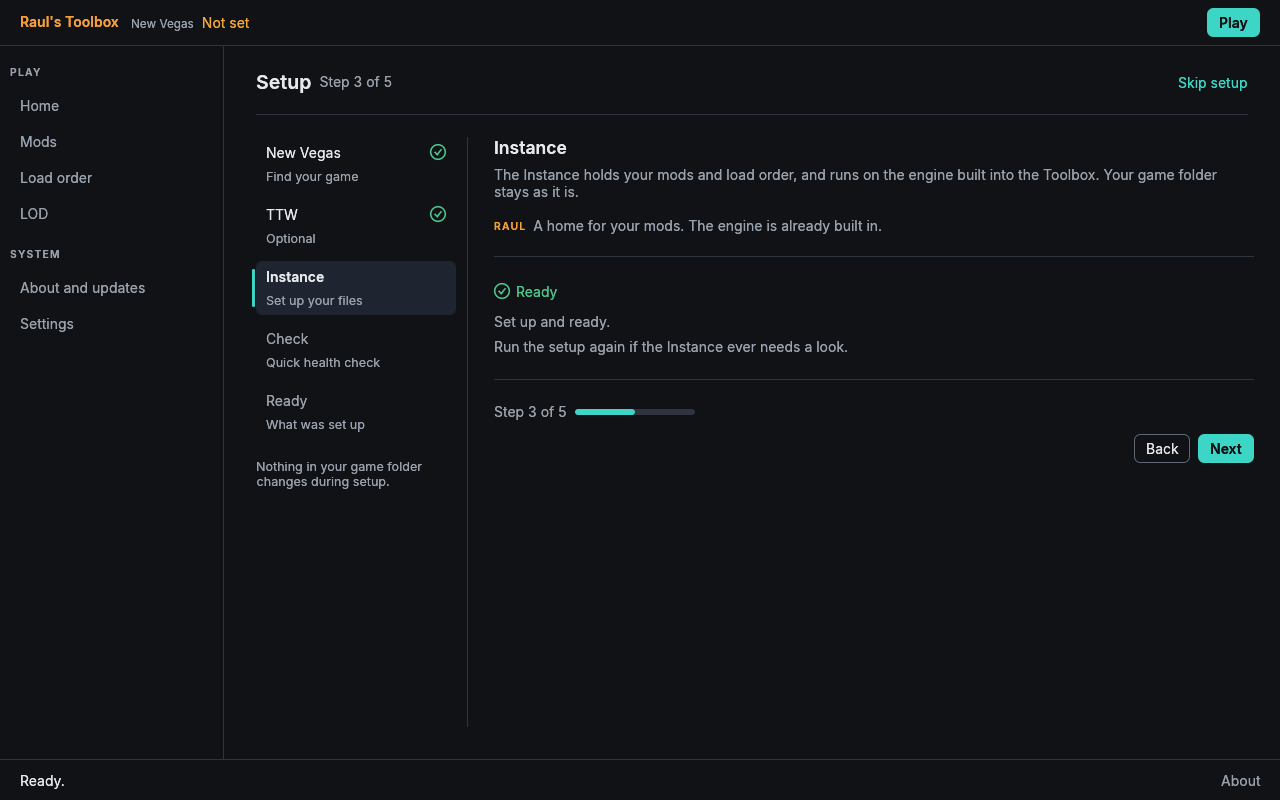 Raul's Toolbox New Vegas Not set
Play
PLAY
Home
Mods
Load order
LOD
SYSTEM
About and updates
Settings
Setup Step 3 of 5
Skip setup
New Vegas
Find your game
TTW
Optional
Instance
Set up your files
Check
Quick health check
Ready
What was set up
Nothing in your game folder
changes during setup.
Instance
The Instance holds your mods and load order, and runs on the engine built into the Toolbox. Your game folder
stays as it is.
RAUL A home for your mods. The engine is already built in.
Ready
Set up and ready.
Run the setup again if the Instance ever needs a look.
Step 3 of 5
Back
Next
Ready.
About